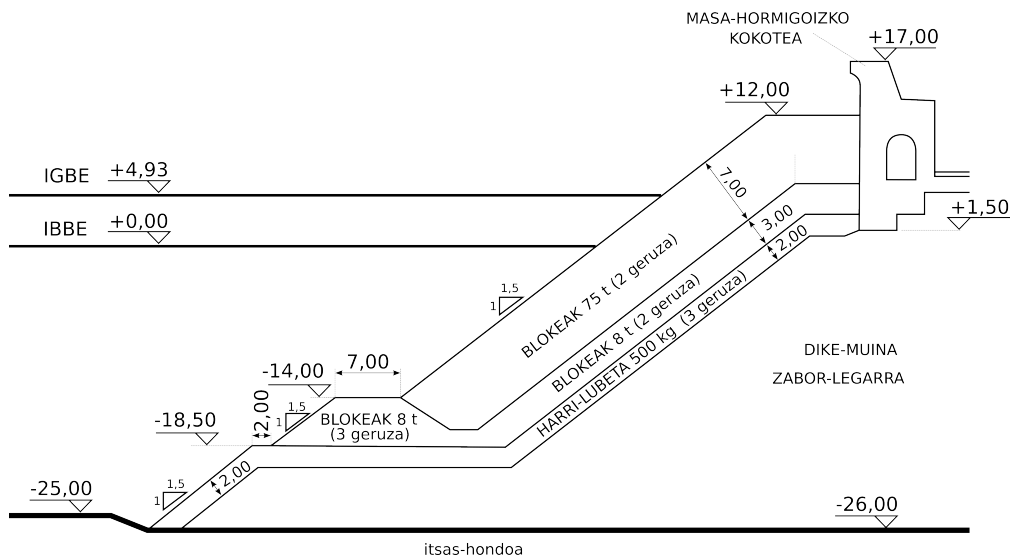 MASA-HORMIGOIZKO
KOKOTEA
+17,00
+12,00
IGBE +4,93
7,00
IBBE +0,00
3,00
+1,50
2,00
1,5
1
BLOKEAK 75 t (2 geruza)
BLOKEAK 8 t (2 geruza)
HARRI-LUBETA 500 kg (3 geruza)
DIKE-MUINA
ZABOR-LEGARRA
-14,00
7,00
2,00
1,5
1
BLOKEAK 8 t
(3 geruza)
-18,50
2,00
1,5
1
-25,00
-26,00
itsas-hondoa